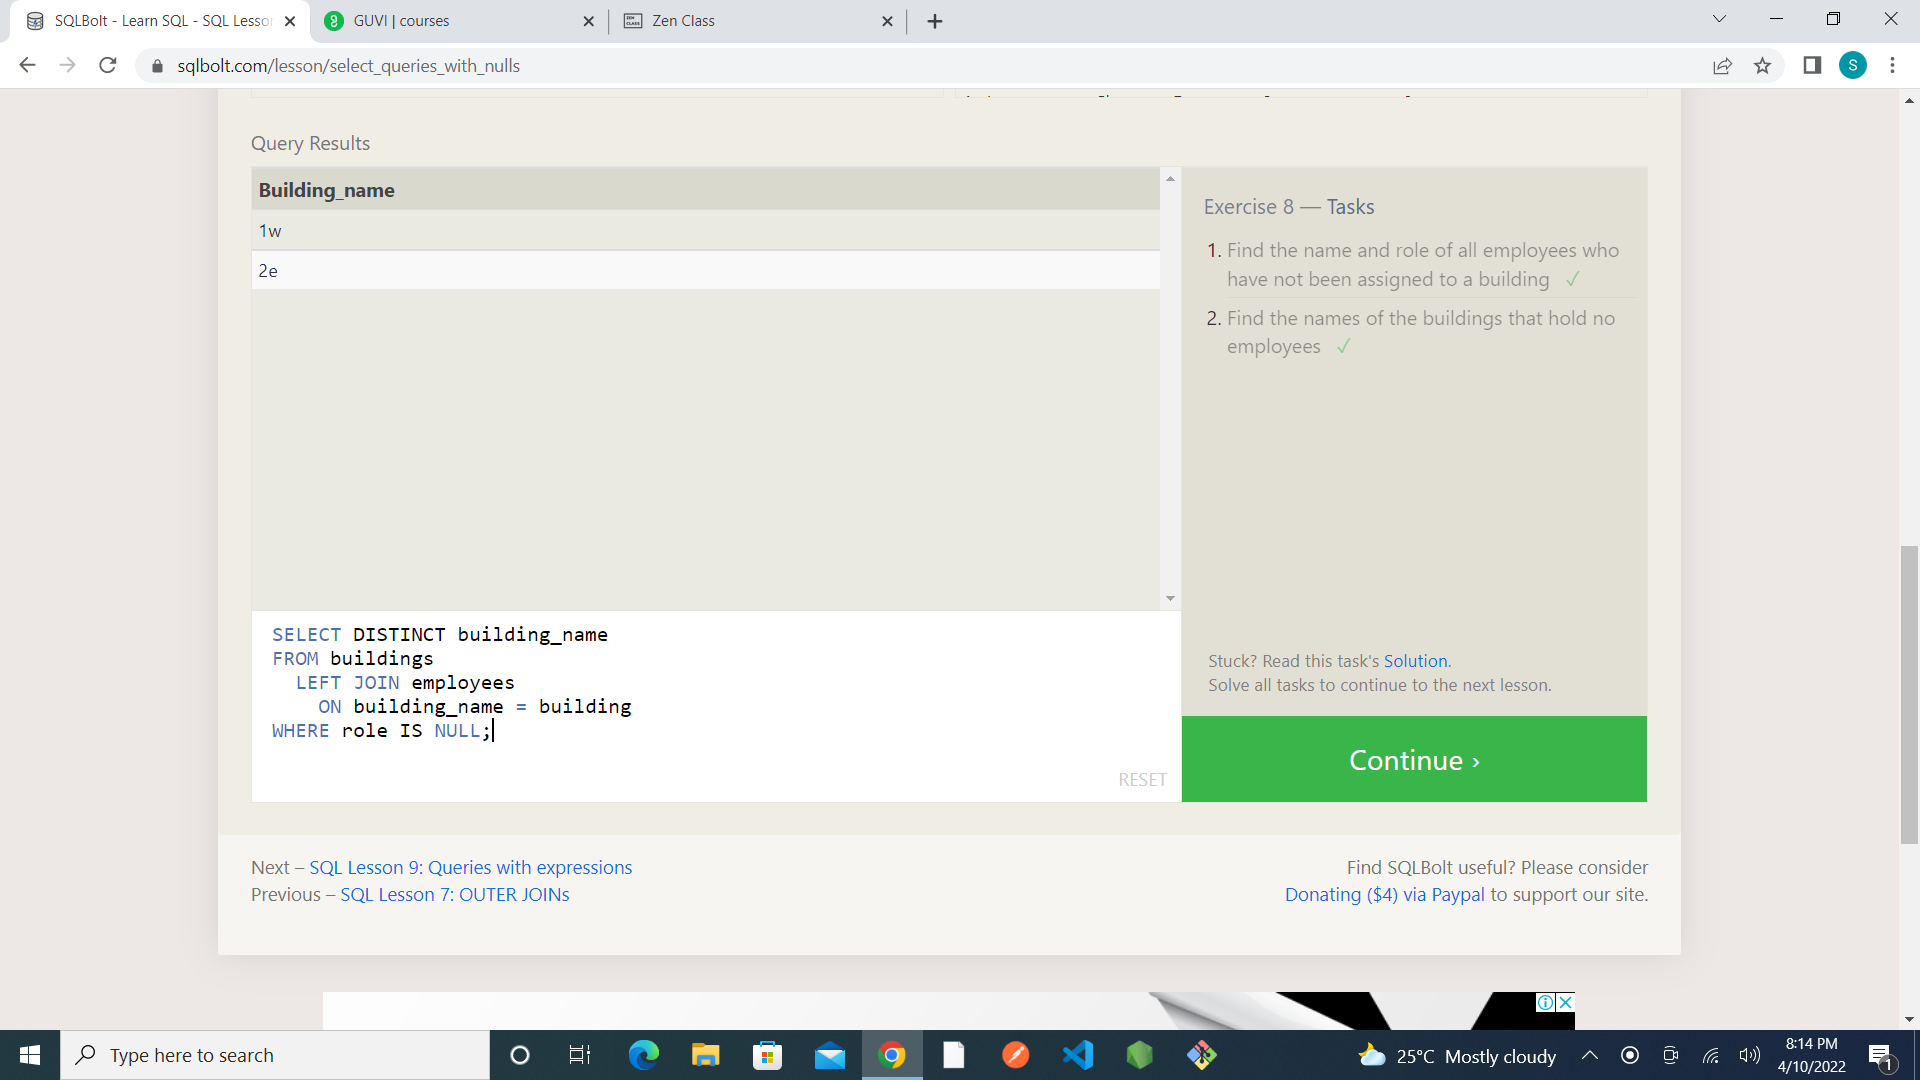 SQLBolt - Learn SQL - SQL Lesson
GUVI | courses
Zen Class
sqlbolt.com/lesson/select_queries_with_nulls
S
Query Results
Building_name
1w
2e
Exercise 8 — Tasks
1. Find the name and role of all employees who
have not been assigned to a building ✓
2. Find the names of the buildings that hold no
employees ✓
SELECT DISTINCT building_name
FROM buildings
LEFT JOIN employees
ON building_name = building
WHERE role IS NULL;
RESET
Stuck? Read this task's Solution.
Solve all tasks to continue to the next lesson.
Continue ›
Next – SQL Lesson 9: Queries with expressions
Previous – SQL Lesson 7: OUTER JOINs
Find SQLBolt useful? Please consider
Donating ($4) via Paypal to support our site.
Type here to search
25°C Mostly cloudy
8:14 PM
4/10/2022
1